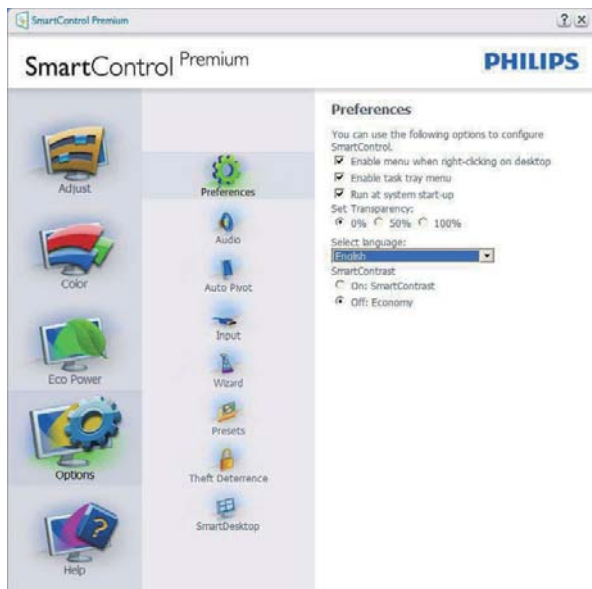 SmartControl Premium
SmartControl Premium
PHILIPS
Adjust
Color
Eco Power
Options
Help
Preferences
Audio
Auto Pivot
Input
Wizard
Presets
Theft Deterrence
SmartDesktop
Preferences
You can use the following options to configure
SmartControl.
Enable menu when right-clicking on desktop
Enable task tray menu
Run at system start-up
Set Transparency:
0% 50% 100%
Select language:
English
SmartContrast
On: SmartContrast
Off: Economy